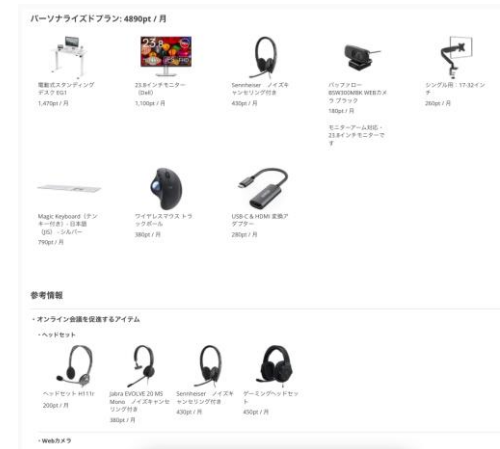 パーソナライズドプラン: 4890pt / 月
23.8
電動式スタンディング
デスク EG1
1,470pt / 月
23.8インチモニター
(Dell)
1,100pt / 月
Sennheiser ノイズキ
ャンセリング付き
430pt / 月
バッファロー
BSW300MBK WEBカメ
ラ ブラック
180pt / 月
モニターアーム対応 -
23.8インチモニターで
す
シングル用:17-32イン
チ
260pt / 月
Magic Keyboard(テン
キー付き)- 日本語
(JIS) - シルバー
790pt / 月
ワイヤレスマウス トラ
ックボール
380pt / 月
USB-C & HDMI 変換ア
ダプター
280pt / 月
参考情報
・オンライン会議を促進するアイテム
・ヘッドセット
ヘッドセット H111r
200pt / 月
Jabra EVOLVE 20 MS
Mono ノイズキャンセ
リング付き
380pt / 月
Sennheiser ノイズキ
ャンセリング付き
430pt / 月
ゲーミングヘッドセッ
ト
450pt / 月
・Webカメラ